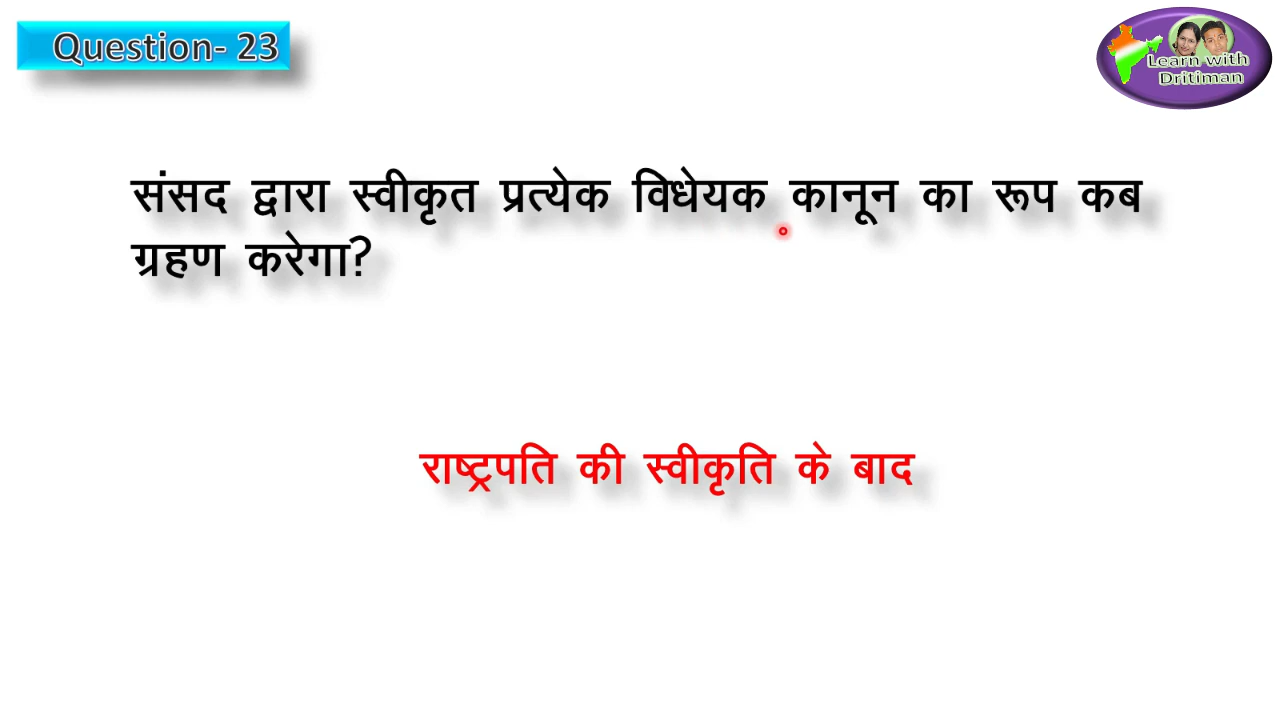 Question- 23
Learn with
Dritiman
संसद द्वारा स्वीकृत प्रत्येक विधेयक कानून का रूप कब
ग्रहण करेगा?
राष्ट्रपति की स्वीकृति के बाद